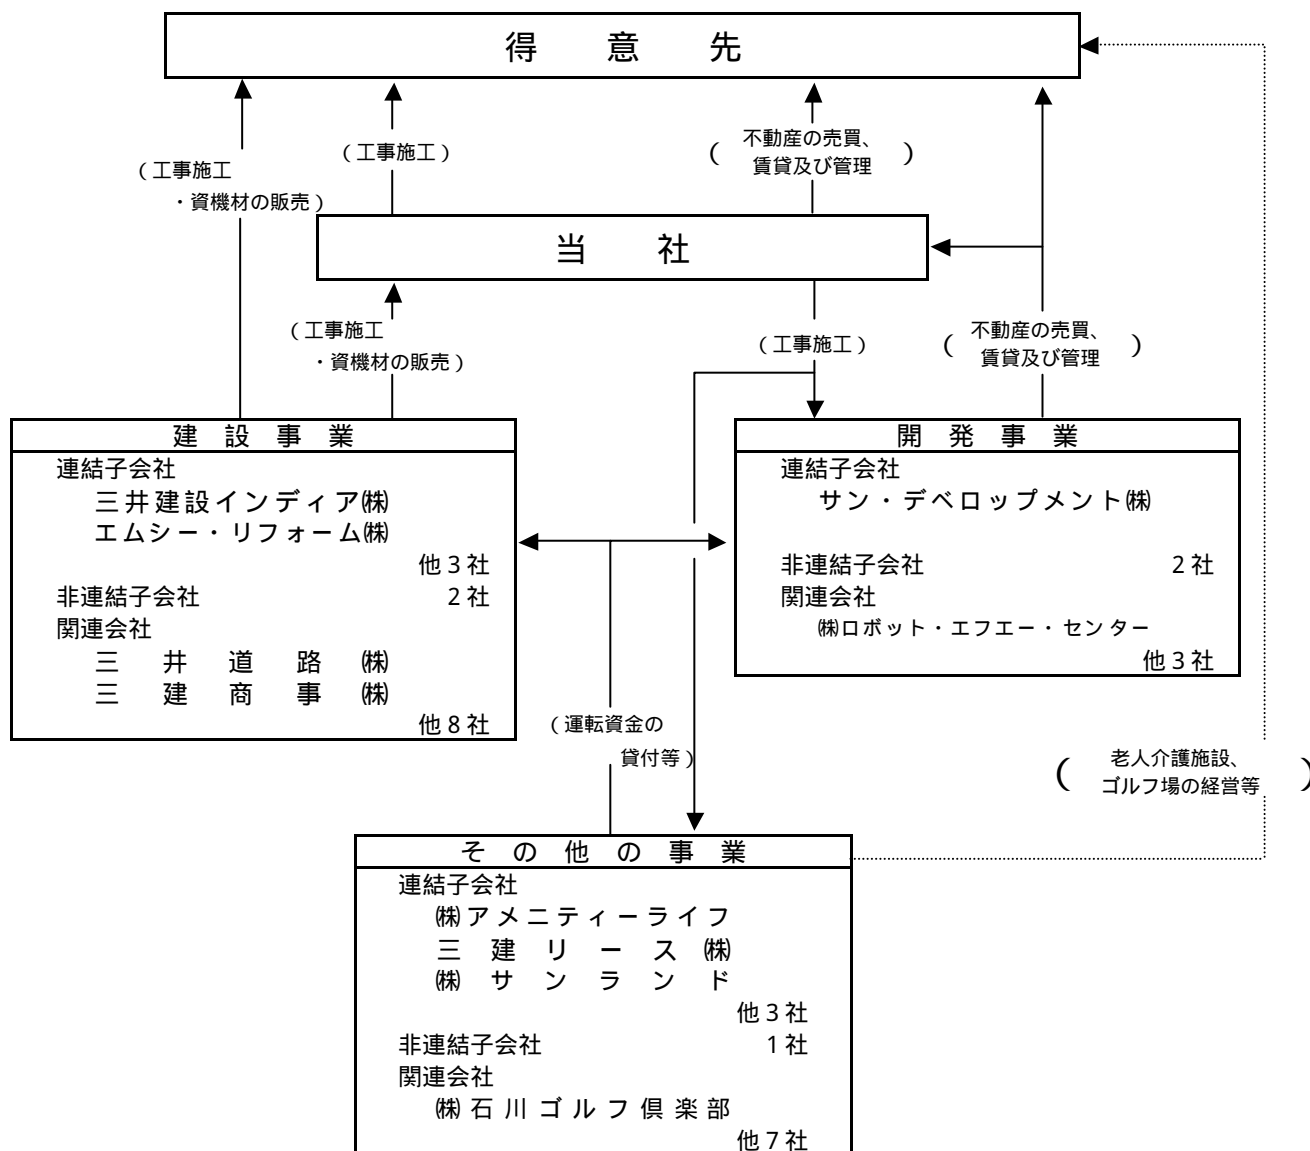 得意先
（工事施工
・資機材の販売）
（工事施工）
（不動産の売買、
賃貸及び管理）
当社
（工事施工
・資機材の販売）
（工事施工）
（不動産の売買、
賃貸及び管理）
建設事業
連結子会社
三井建設インディア㈱
エムシー・リフォーム㈱
他3社
非連結子会社 2社
関連会社
三井道路㈱
三建商事㈱
他8社
開発事業
連結子会社
サン・デベロップメント㈱
非連結子会社 2社
関連会社
㈱ロボット・エフエー・センター
他3社
（運転資金の
貸付等）
（老人介護施設、
ゴルフ場の経営等）
その他の事業
連結子会社
㈱アメニティーライフ
三建リース㈱
㈱サンランド
他3社
非連結子会社 1社
関連会社
㈱石川ゴルフ倶楽部
他7社